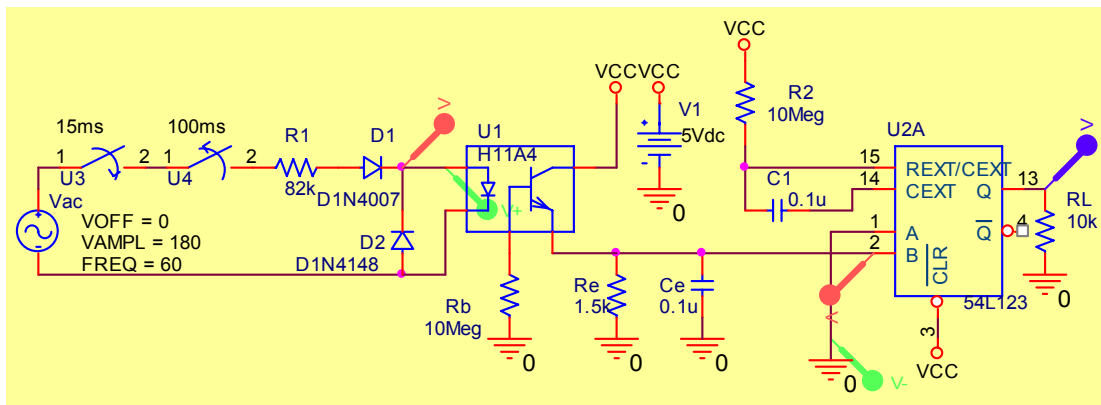 VCC
VCC VCC
R2
10Meg
V1
5Vdc
U2A
15ms
100ms
R1
D1
U1
H11A4
1
2
1
2
U3
U4
82k
D1N4007
V+
V
0
C1
0.1u
15
REXT/CEXT
14
CEXT
Q
13
V
RL
10k
1
A
Q
4
2
B
CLR
54L123
0
Vac
VOFF = 0
VAMPL = 180
FREQ = 60
D2
D1N4148
Rb
10Meg
0
Re
1.5k
0
Ce
0.1u
0
V
0
V-
3
VCC